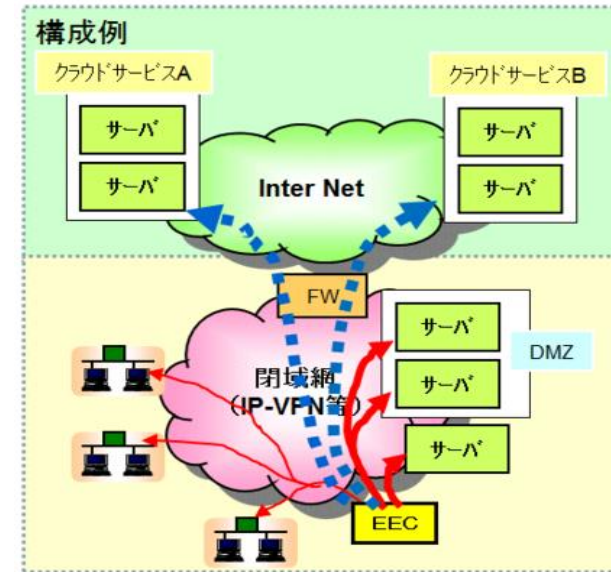 構成例
クラウドサービスA
クラウドサービスB
サーバ
サーバ
サーバ
サーバ
Inter Net
FW
サーバ
DMZ
サーバ
閉域網
(IP-VPN等)
サーバ
EEC